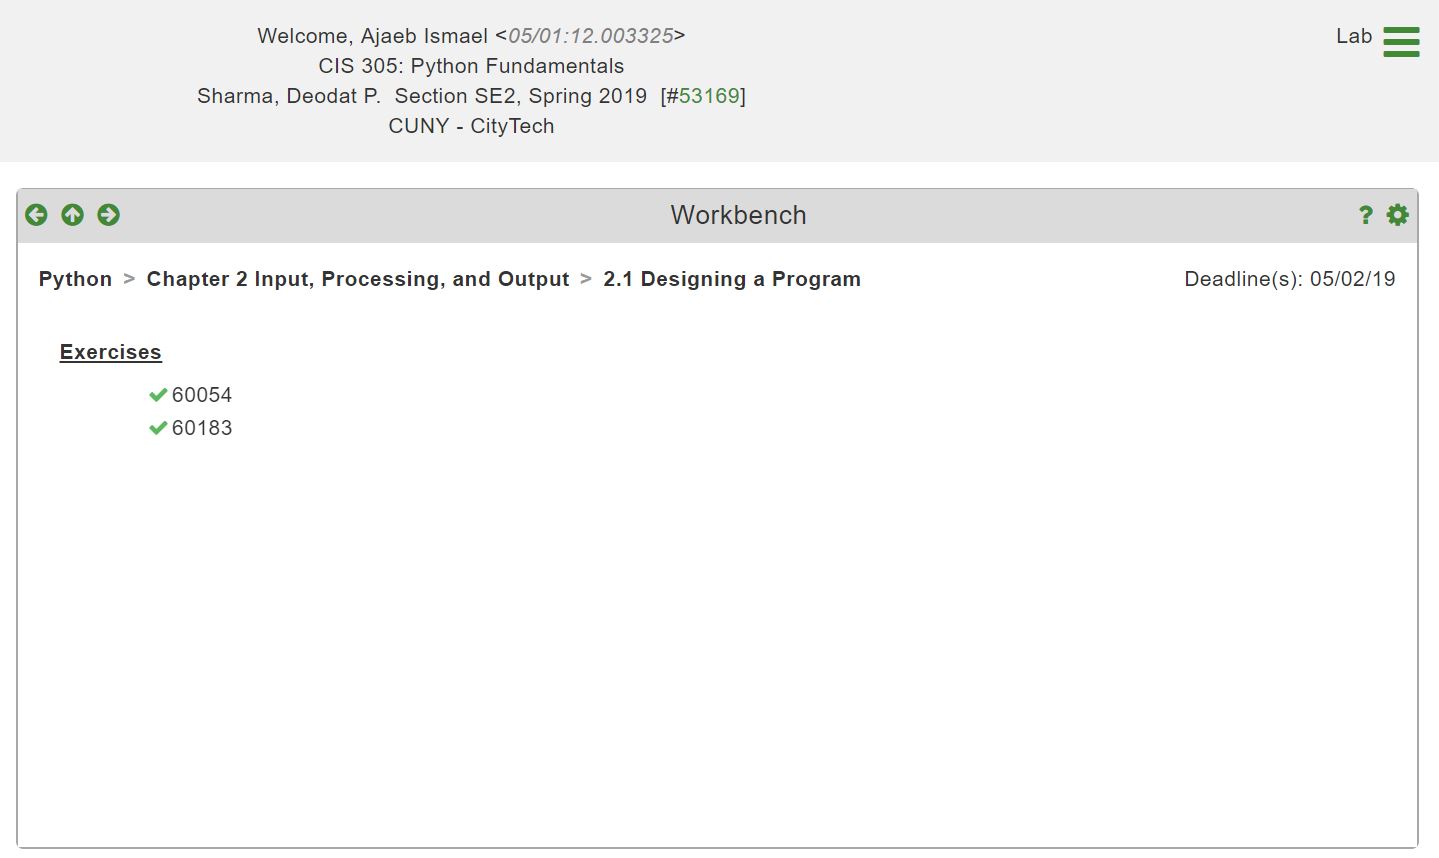 Welcome, Ajaeb Ismael <05/01:12.003325>
Lab
CIS 305: Python Fundamentals
Sharma, Deodat P.  Section SE2, Spring 2019  [#53169]
CUNY - CityTech
Workbench
?
Python > Chapter 2 Input, Processing, and Output > 2.1 Designing a Program
Deadline(s): 05/02/19
Exercises
60054
60183